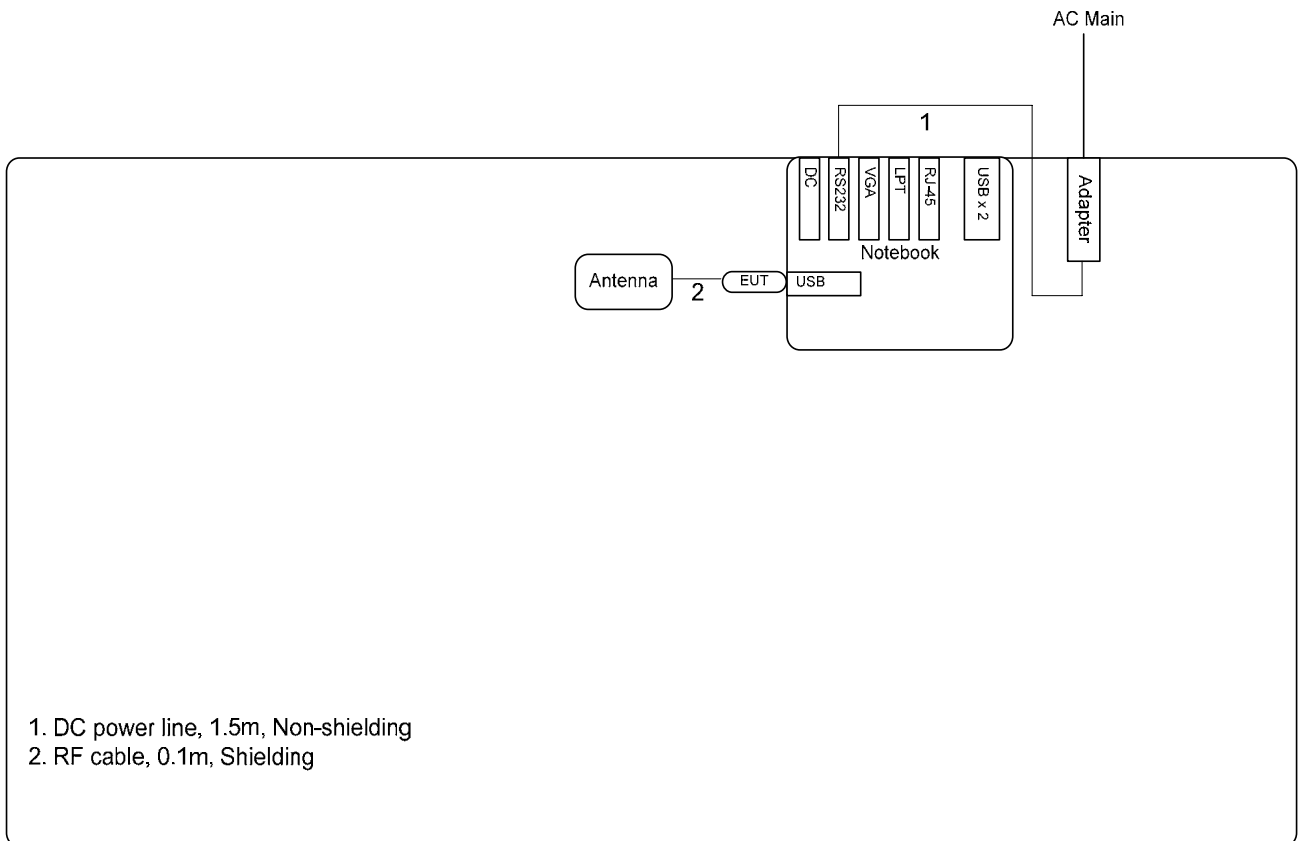 AC Main
1
DC
RS232
VGA
LPT
RJ-45
USB x 2
Adapter
Notebook
Antenna
2
EUT
USB
1. DC power line, 1.5m, Non-shielding
2. RF cable, 0.1m, Shielding